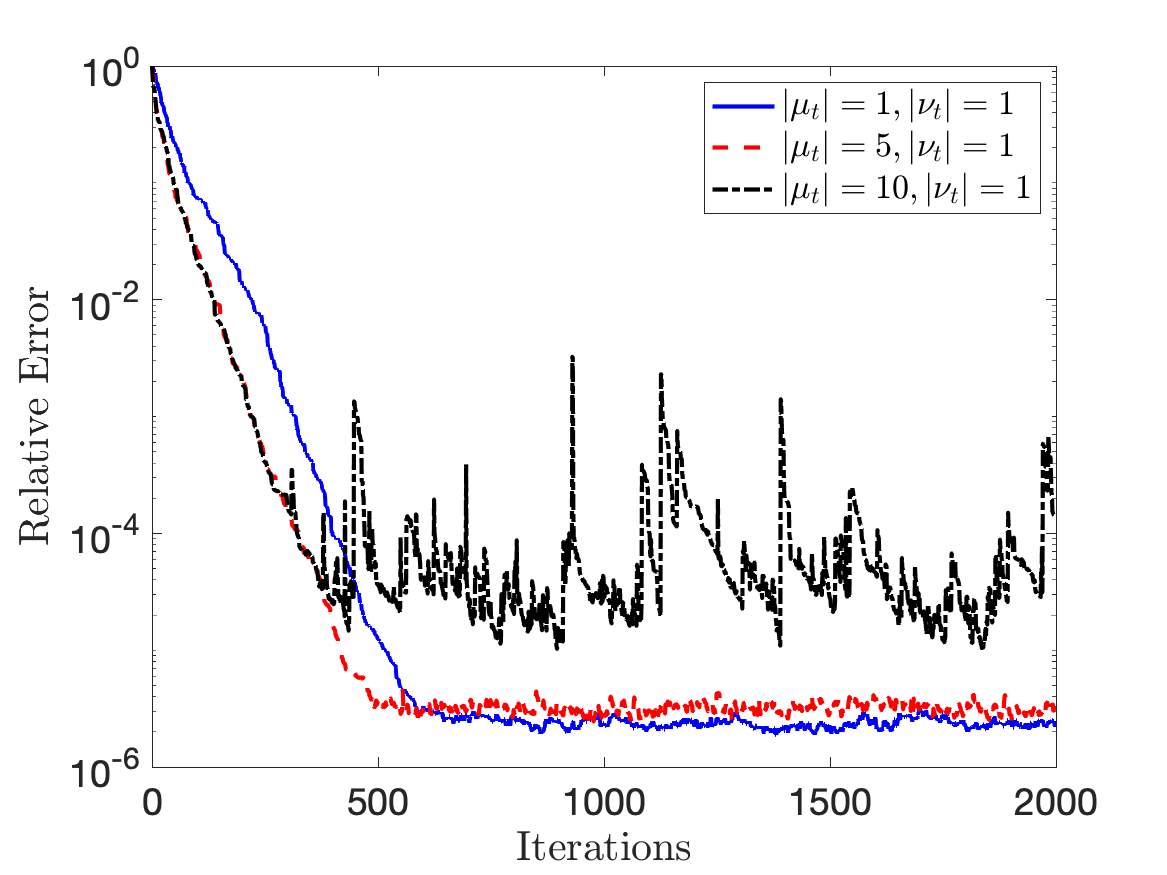 10^0
10^-2
10^-4
10^-6
Relative Error
0
500
1000
1500
2000
Iterations
|μ_t| = 1, |ν_t| = 1
|μ_t| = 5, |ν_t| = 1
|μ_t| = 10, |ν_t| = 1